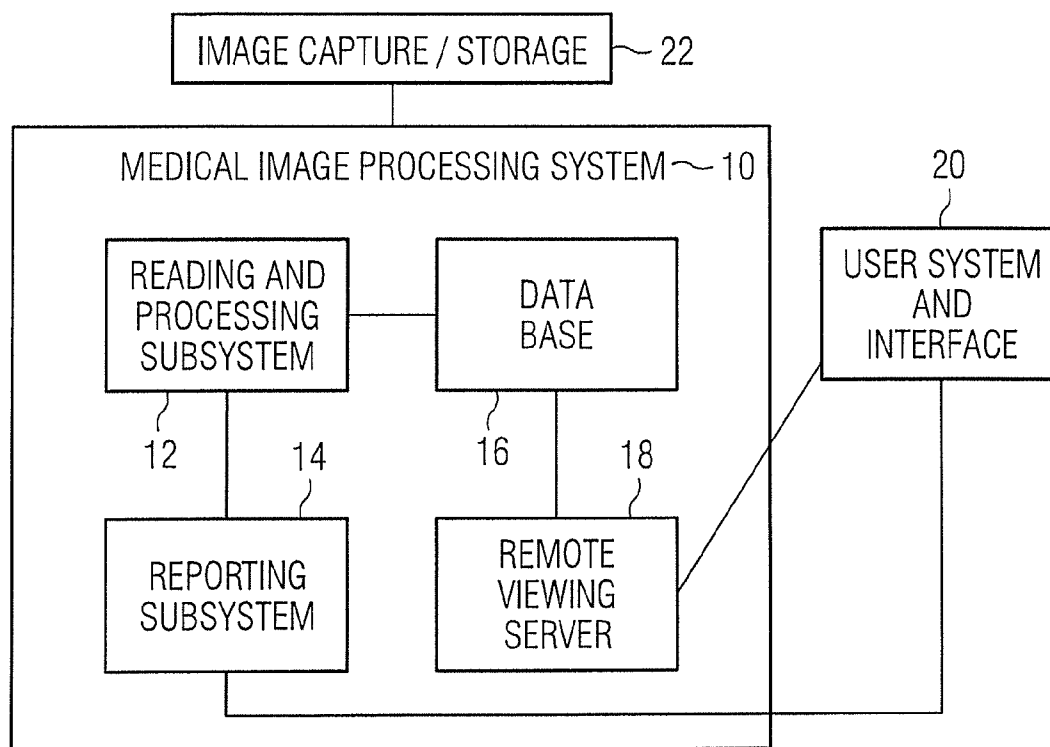 IMAGE CAPTURE / STORAGE
22
MEDICAL IMAGE PROCESSING SYSTEM
10
20
READING AND
PROCESSING
SUBSYSTEM
DATA
BASE
USER SYSTEM
AND
INTERFACE
12
14
16
18
REPORTING
SUBSYSTEM
REMOTE
VIEWING
SERVER